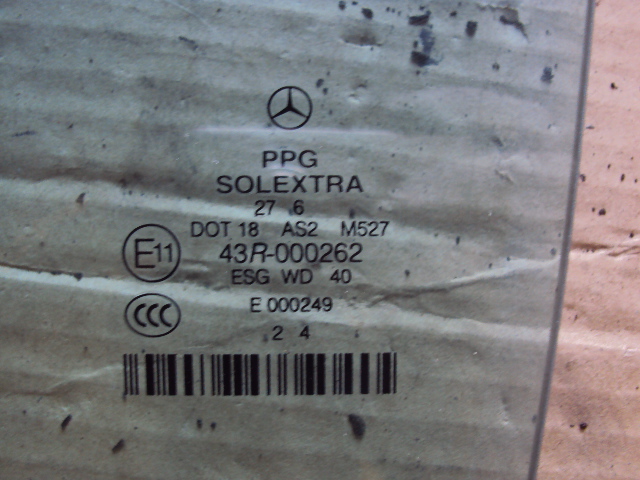 PPG
SOLEXTRA
27 6
DOT 18 AS2 M527
E11 43R-000262
ESG WD 40
CCC E 000249
2 4